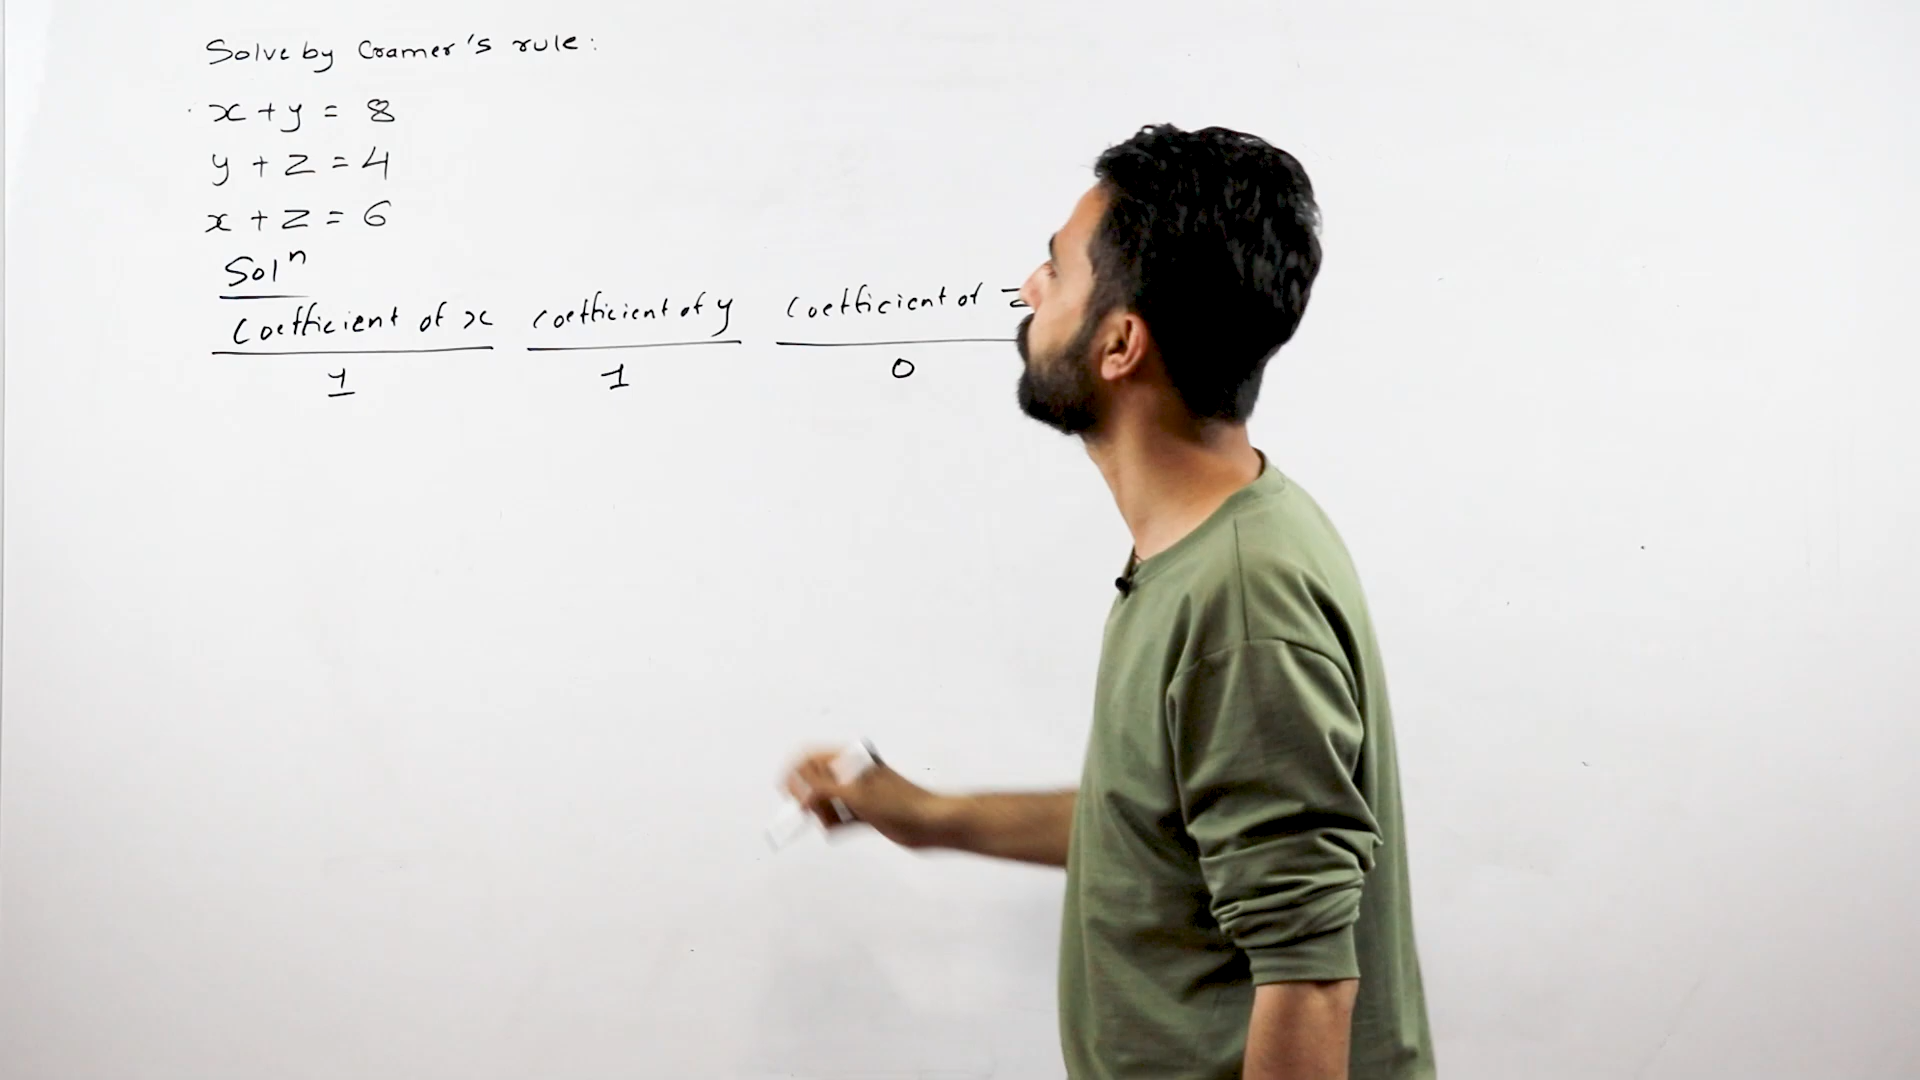 Solve by Cramer's rule:
x + y = 8
y + z = 4
x + z = 6
Solⁿ
Coefficient of x coefficient of y Coefficient of z
1 1 0